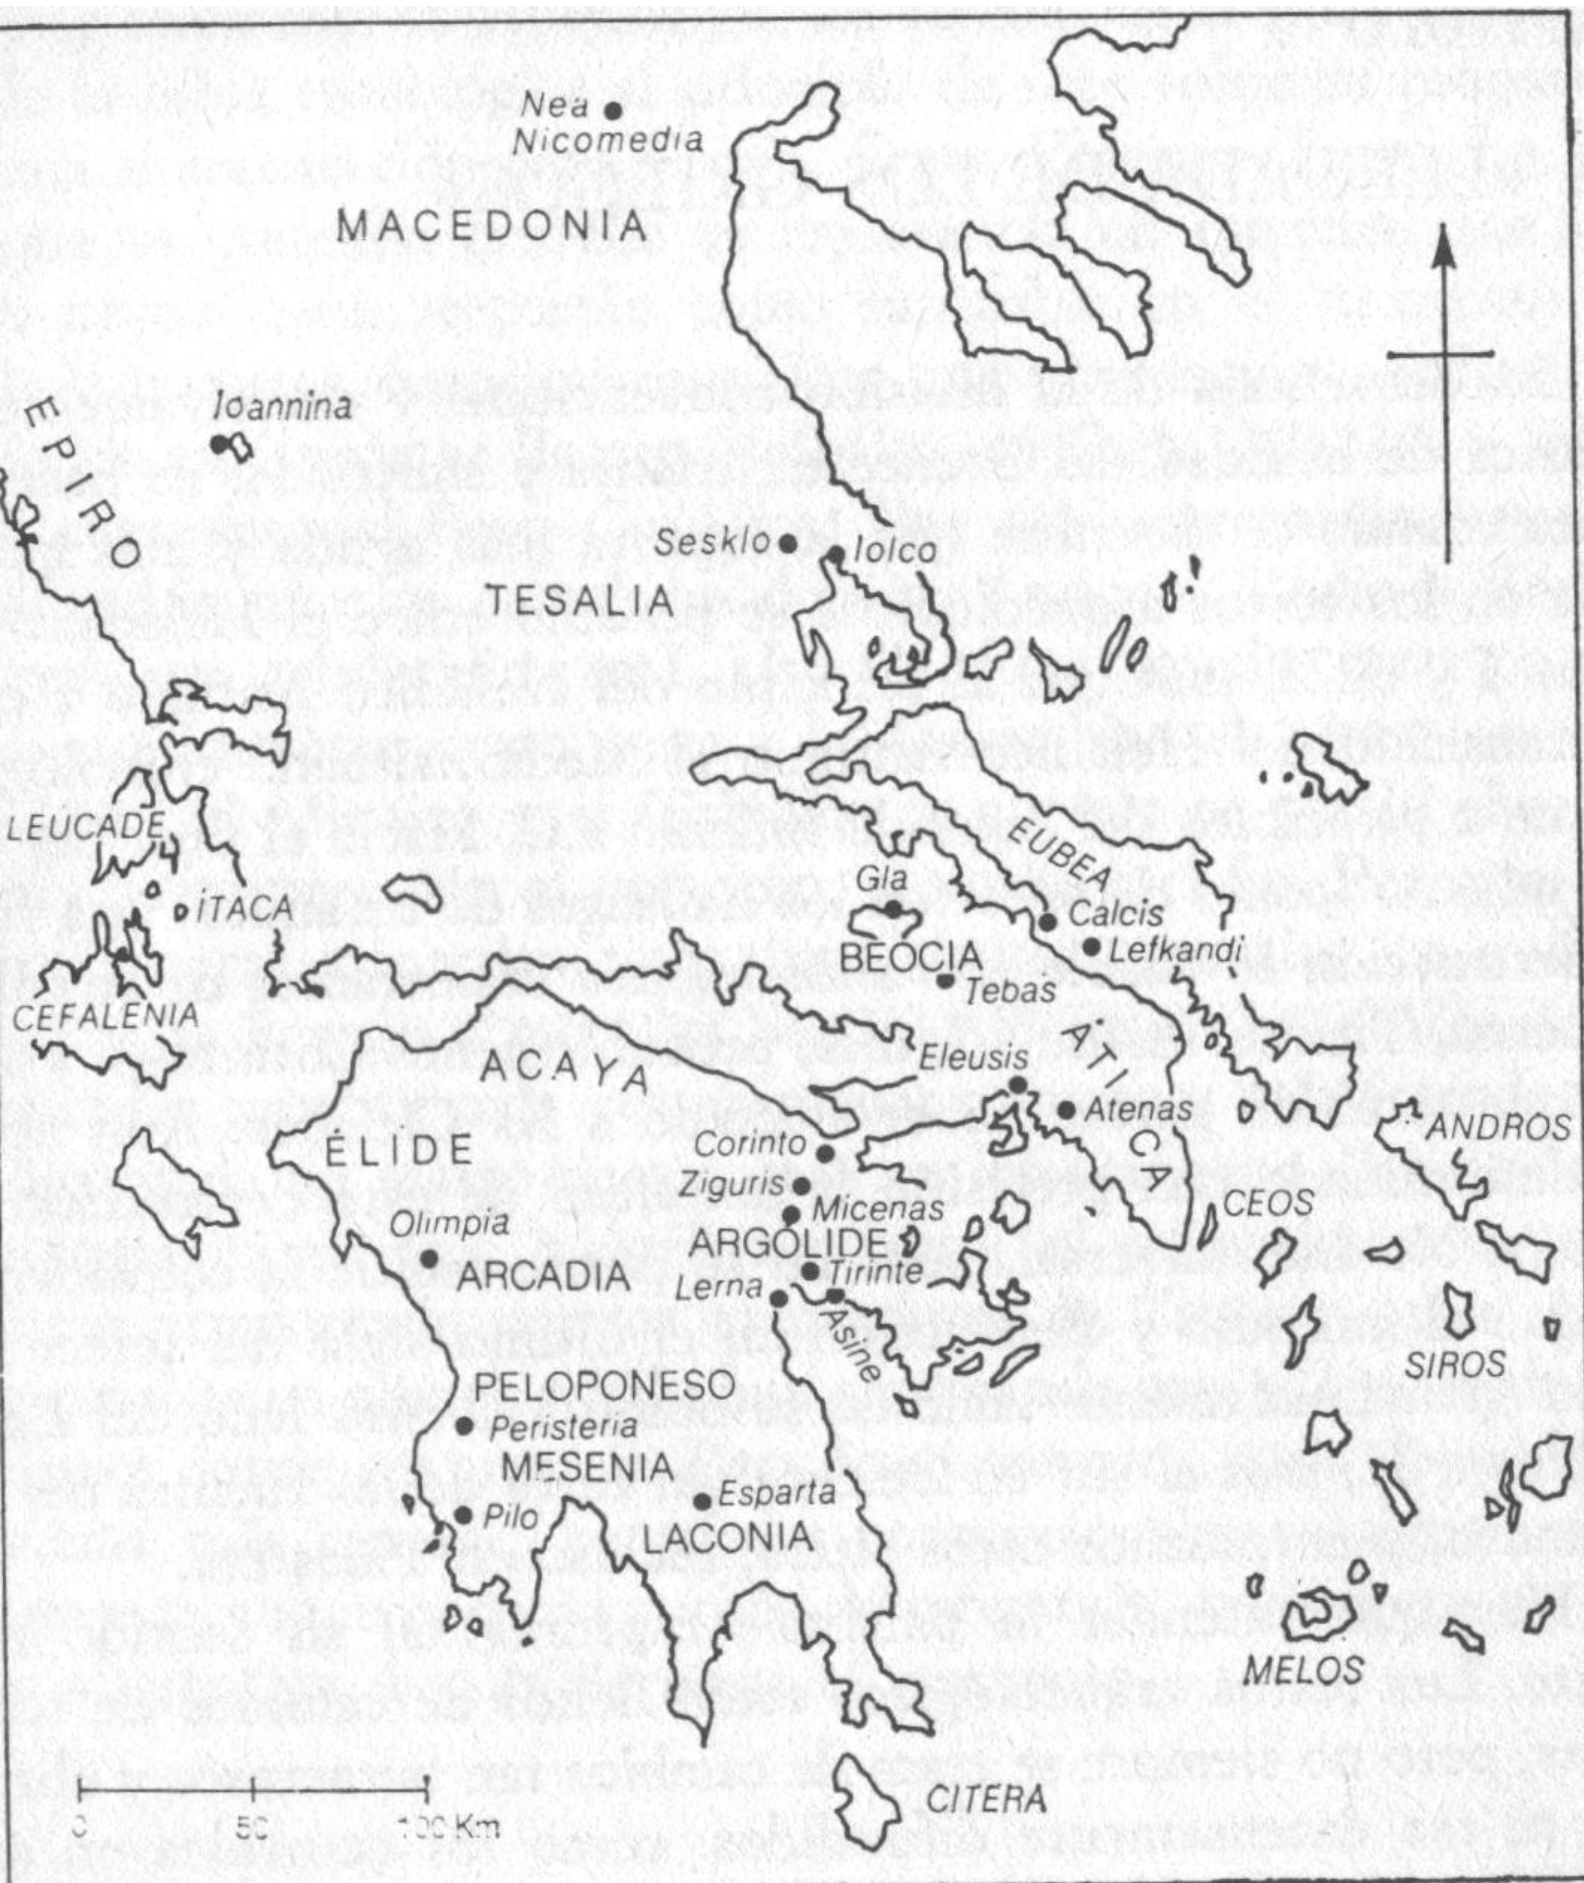 Nea
Nicomedia
MACEDONIA
EPIRO
Ioannina
Sesklo
Iolco
TESALIA
LEUCADE
ÍTACA
CEFALENIA
EUBEA
Gla
Calcis
Lefkandi
BEOCIA
Tebas
ÁTICA
Eleusis
Atenas
ACAYA
ÉLIDE
Corinto
Ziguris
Micenas
ARGÓLIDE
Tirinte
Lerna
Asine
Olimpia
ARCADIA
ANDROS
CEOS
SIROS
PELOPONESO
Peristeria
MESENIA
Esparta
Pilo
LACONIA
MELOS
CITERA
0 50 100 Km